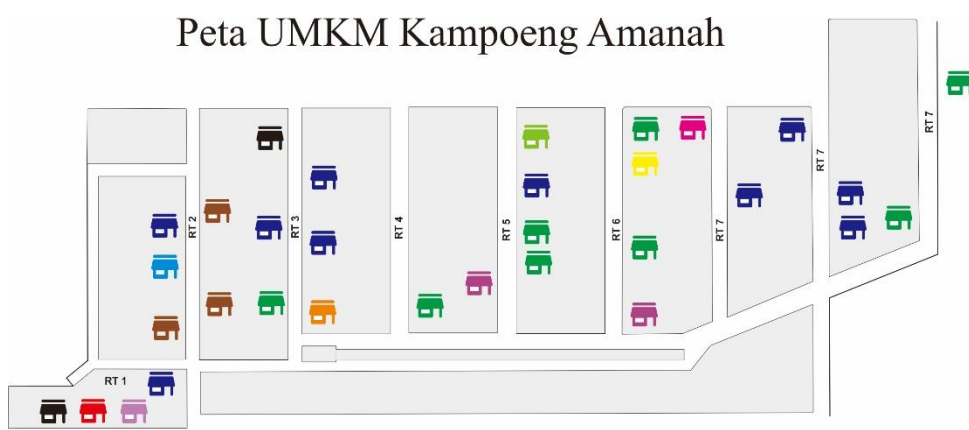 Peta UMKM Kampoeng Amanah
RT 1
RT 2
RT 3
RT 4
RT 5
RT 6
RT 7
RT 7
RT 7